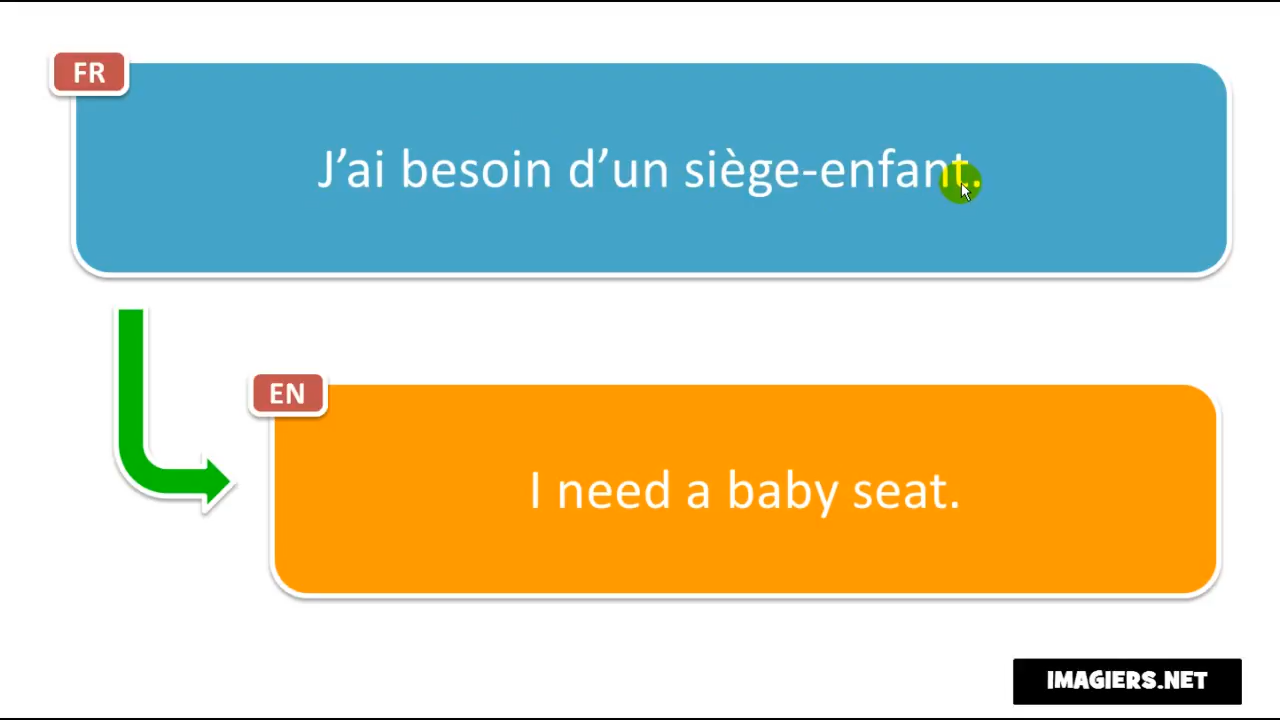 FR
J’ai besoin d’un siège-enfant.
EN
I need a baby seat.
IMAGIERS.NET